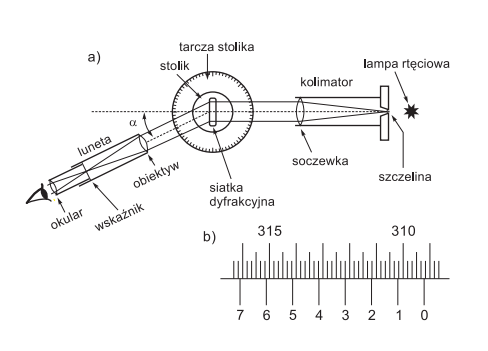 a)
tarcza stolika
stolik
kolimator
lampa rtęciowa
α
luneta
obiektyw
soczewka
szczelina
siatka
dyfrakcyjna
okular
wskaźnik
b)
315 310
7 6 5 4 3 2 1 0